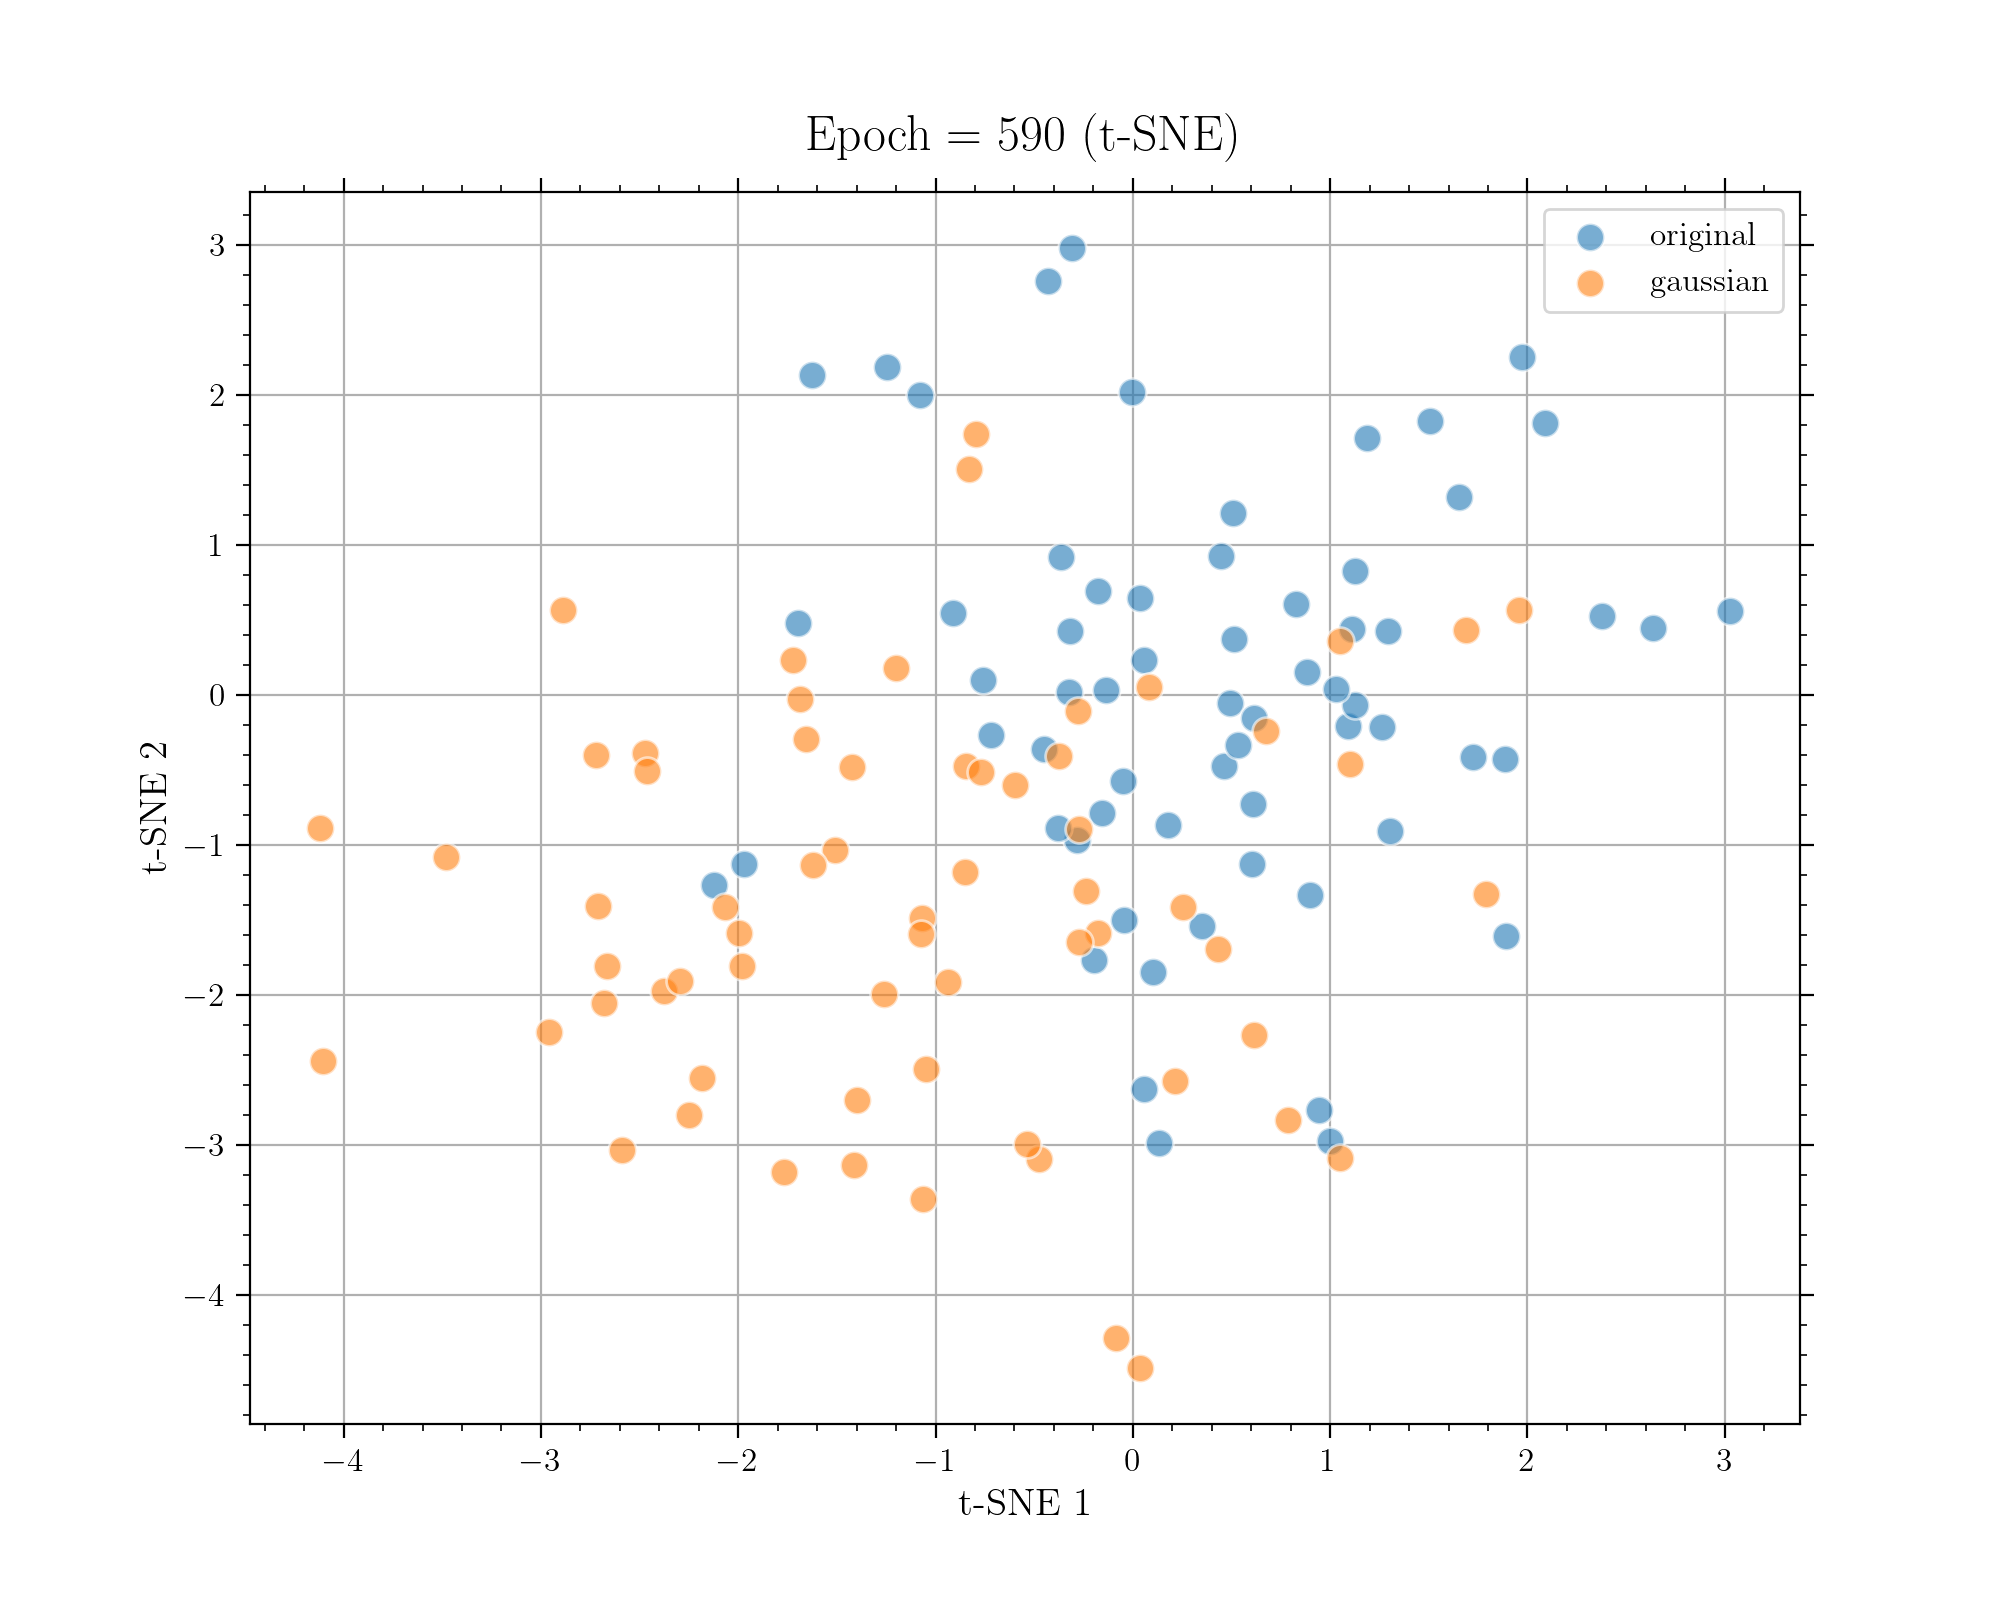 Epoch = 590 (t-SNE)
original
gaussian
3
2
1
0
−1
−2
−3
−4
t-SNE 2
−4 −3 −2 −1 0 1 2 3
t-SNE 1